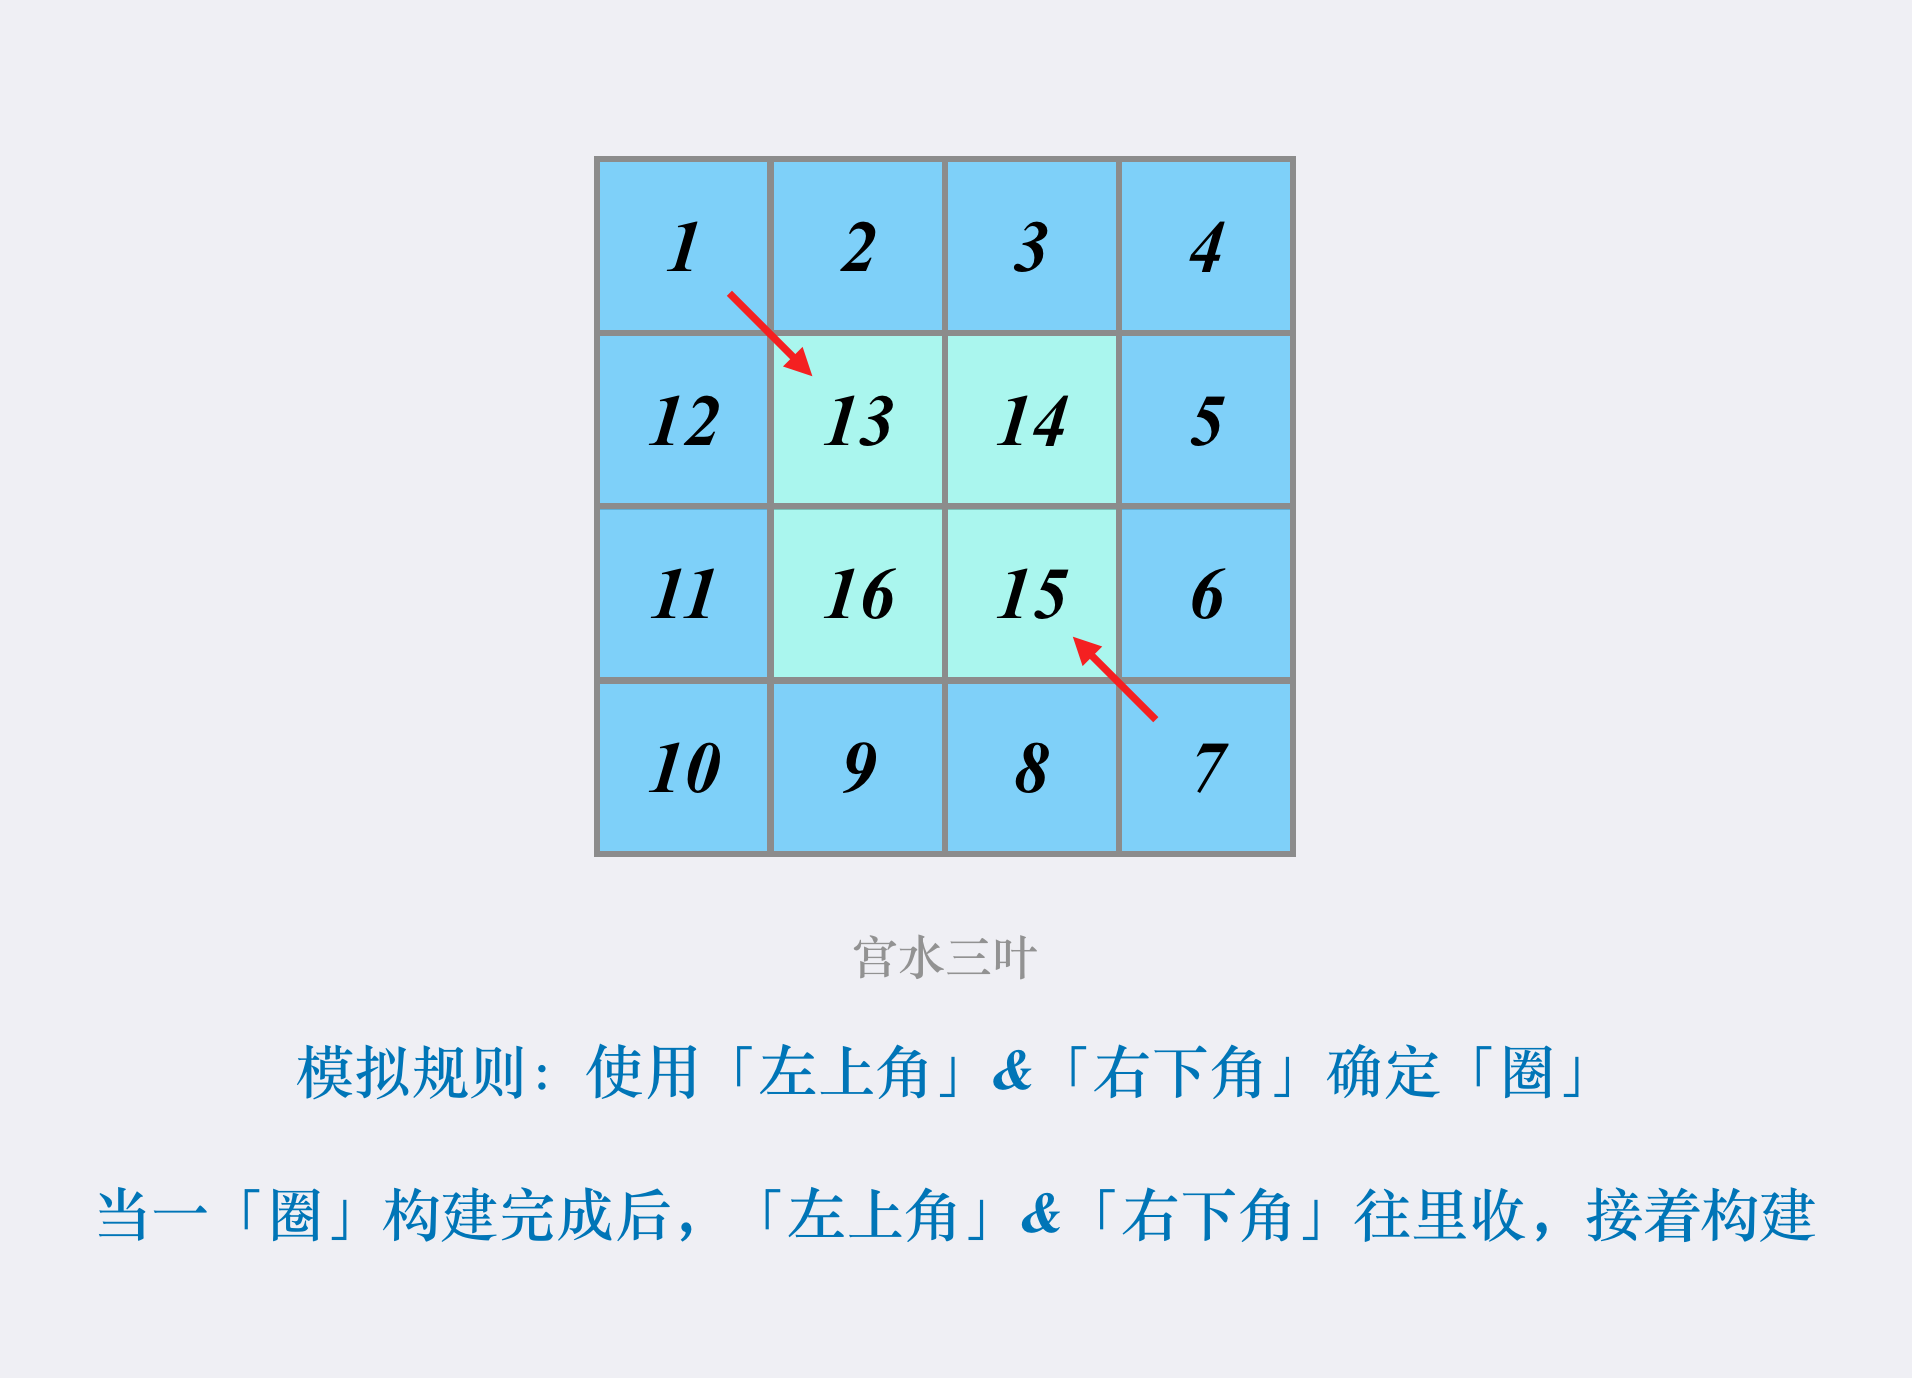 1 2 3 4
12 13 14 5
11 16 15 6
10 9 8 7
宫水三叶
模拟规则：使用「左上角」&「右下角」确定「圈」
当一「圈」构建完成后，「左上角」&「右下角」往里收，接着构建